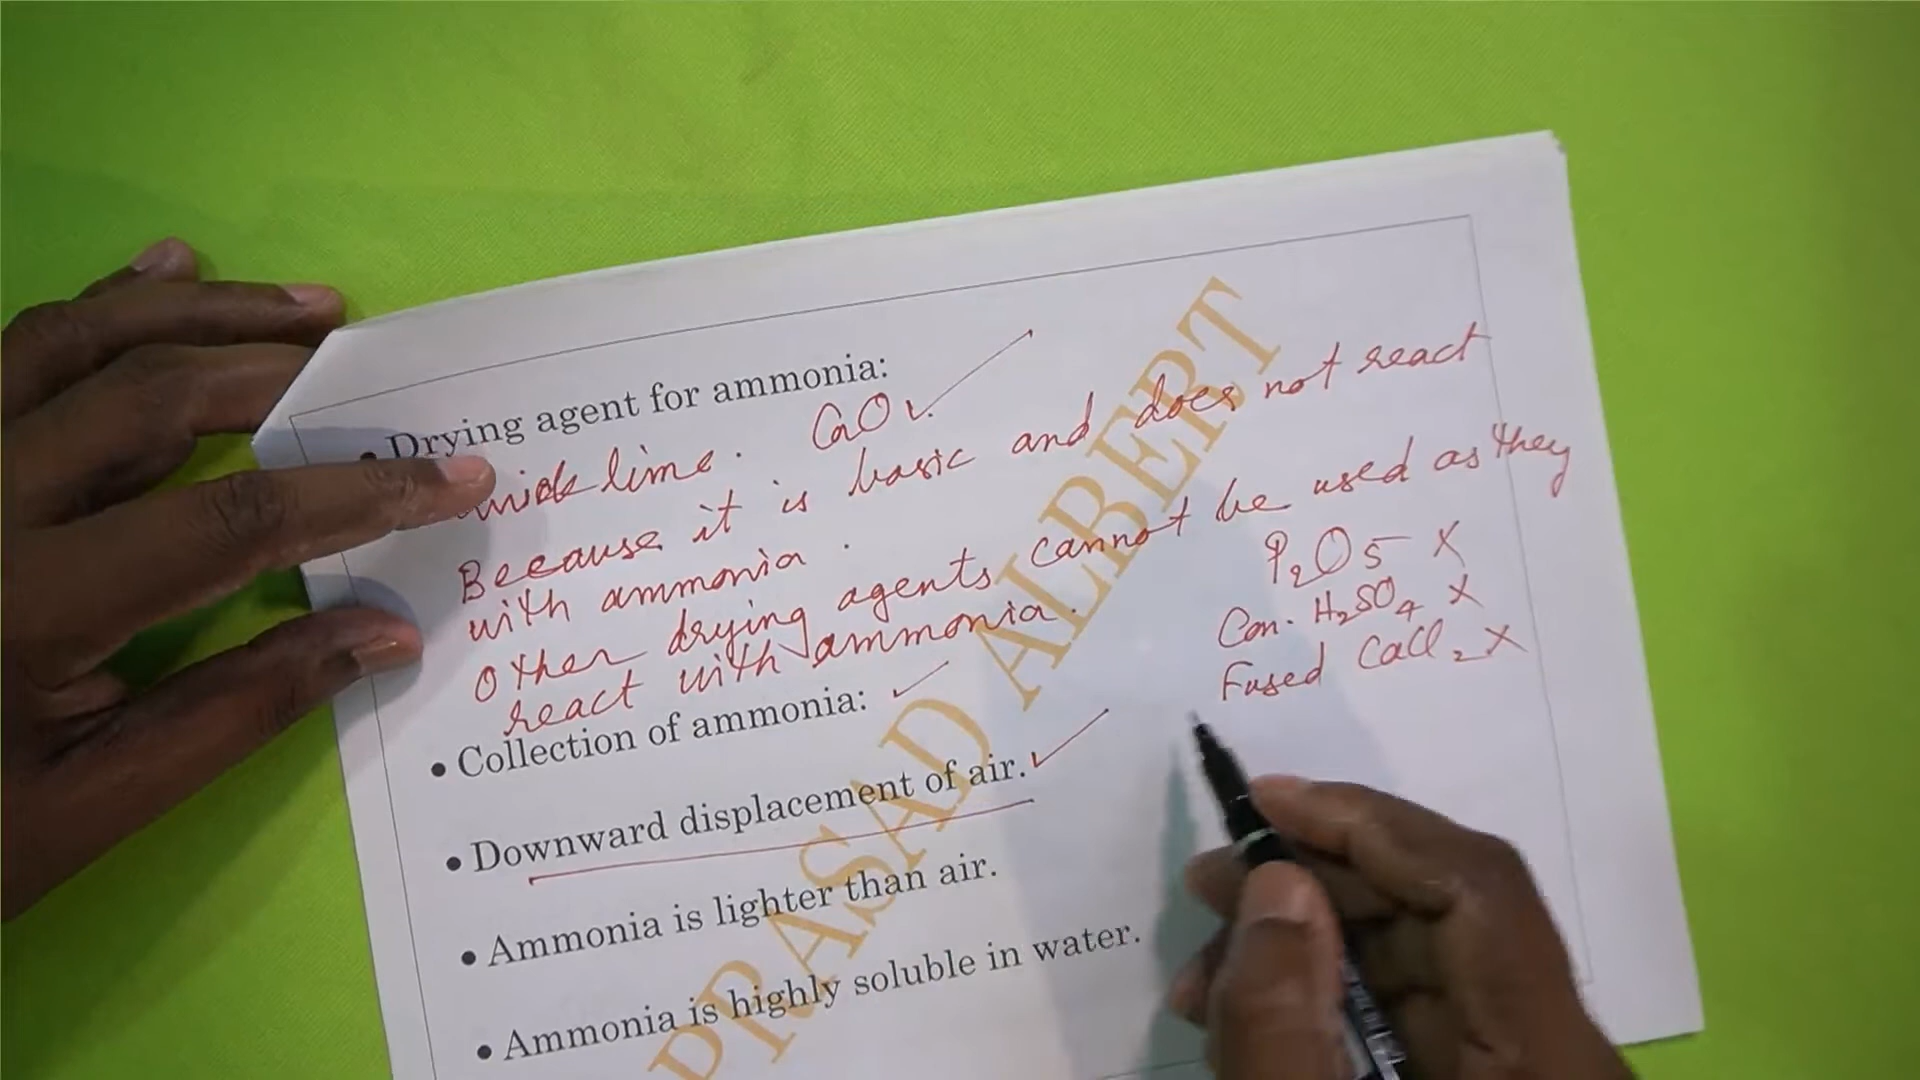 • Drying agent for ammonia:
lime. CaO
Beeause it is basic and does not react
with ammonia.
Other drying agents cannot be used as they
react with ammonia.
P2O5 X
Con. H2SO4 X
Fused CaCl2 X
• Collection of ammonia:
• Downward displacement of air.
• Ammonia is lighter than air.
• Ammonia is highly soluble in water.
PRASAD ALBERT